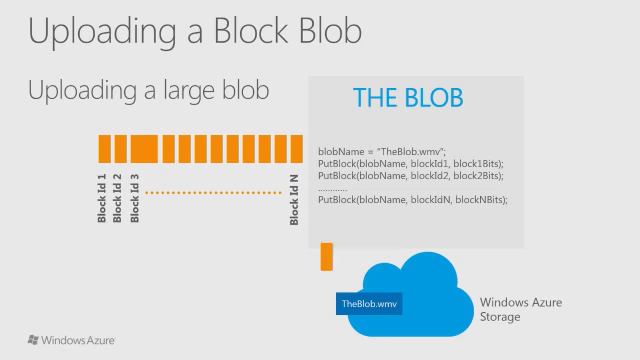 Uploading a Block Blob
Uploading a large blob
THE BLOB
blobName = "TheBlob.wmv";
PutBlock(blobName, blockId1, block1Bits);
PutBlock(blobName, blockId2, block2Bits);
............
PutBlock(blobName, blockIdN, blockNBits);
Block Id 1
Block Id 2
Block Id 3
Block Id N
TheBlob.wmv
Windows Azure
Storage
Windows Azure